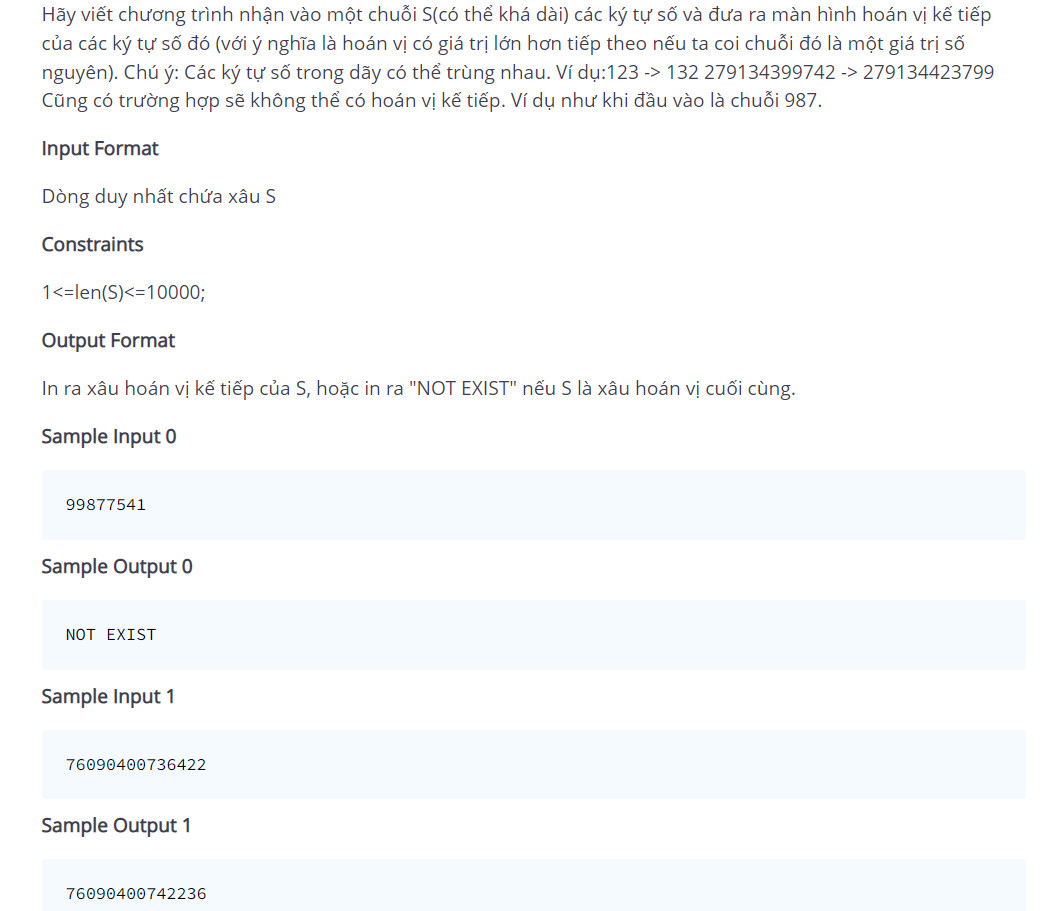 Hãy viết chương trình nhận vào một chuỗi S(có thể khá dài) các ký tự số và đưa ra màn hình hoán vị kế tiếp
của các ký tự số đó (với ý nghĩa là hoán vị có giá trị lớn hơn tiếp theo nếu ta coi chuỗi đó là một giá trị số
nguyên). Chú ý: Các ký tự số trong dãy có thể trùng nhau. Ví dụ:123 -> 132 279134399742 -> 279134423799
Cũng có trường hợp sẽ không thể có hoán vị kế tiếp. Ví dụ như khi đầu vào là chuỗi 987.
Input Format
Dòng duy nhất chứa xâu S
Constraints
1<=len(S)<=10000;
Output Format
In ra xâu hoán vị kế tiếp của S, hoặc in ra "NOT EXIST" nếu S là xâu hoán vị cuối cùng.
Sample Input 0
99877541
Sample Output 0
NOT EXIST
Sample Input 1
76090400736422
Sample Output 1
76090400742236